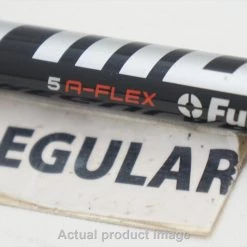 5 A-FLEX Fu
EGULAR
Actual product image